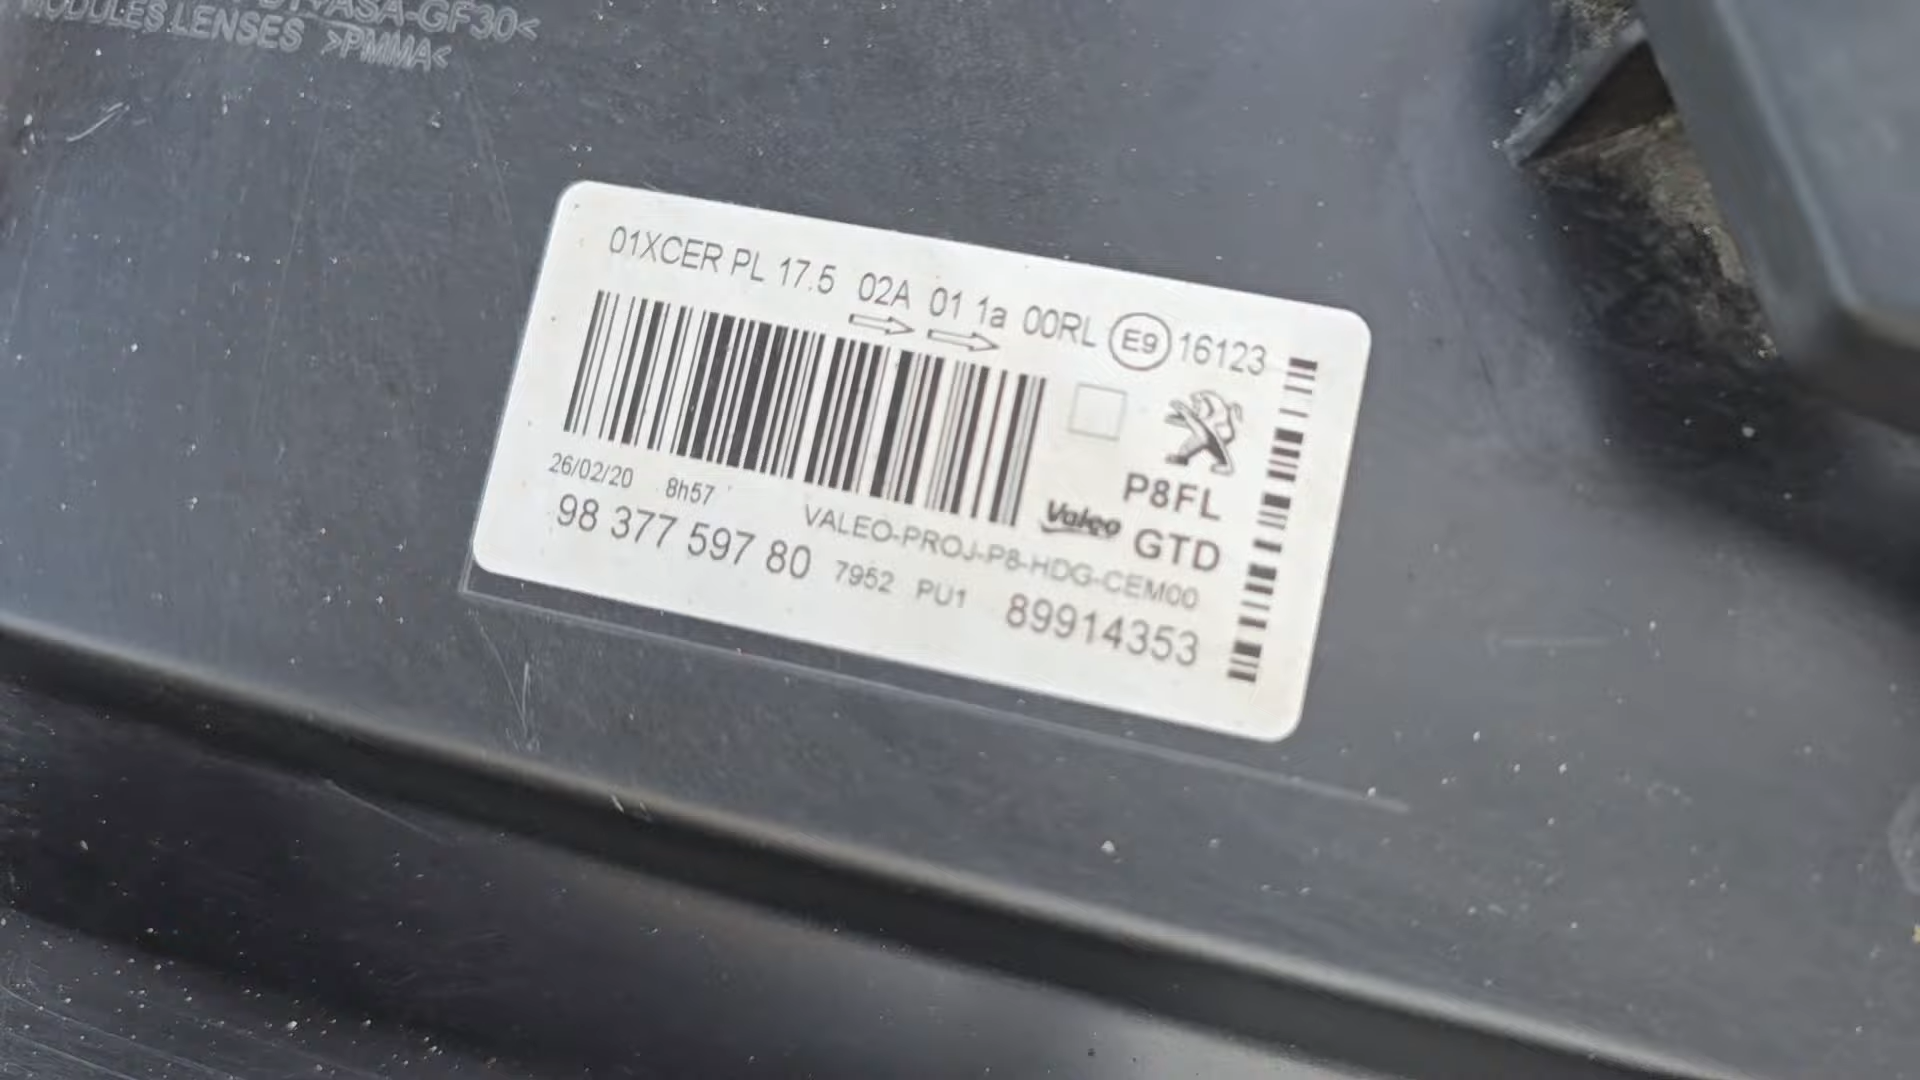 ASA-GF30<
MODULES LENSES >PMMA<
01XCER PL 17.5 02A 01 1a 00RL E9 16123
26/02/20 8h57
P8FL
VALEO-PROJ-P8-HDG-CEM00
Valeo GTD
98 377 597 80 7952 PU1 89914353